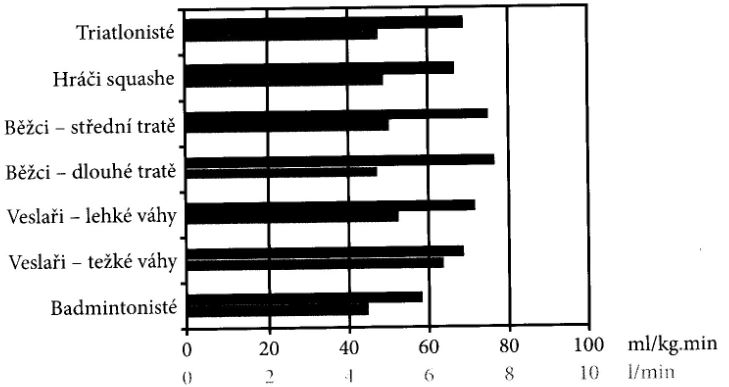 Triatlonisté
Hráči squashe
Běžci – střední tratě
Běžci – dlouhé tratě
Veslaři – lehké váhy
Veslaři – težké váhy
Badmintonisté
0 20 40 60 80 100 ml/kg.min
0 2 4 6 8 10 l/min